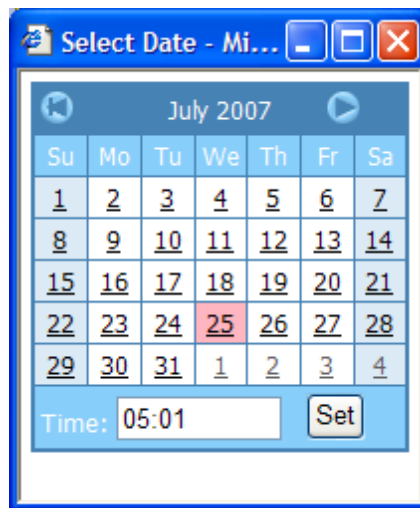 Select Date - Mi...
July 2007
Su Mo Tu We Th Fr Sa
1 2 3 4 5 6 7
8 9 10 11 12 13 14
15 16 17 18 19 20 21
22 23 24 25 26 27 28
29 30 31 1 2 3 4
Time: 05:01 Set